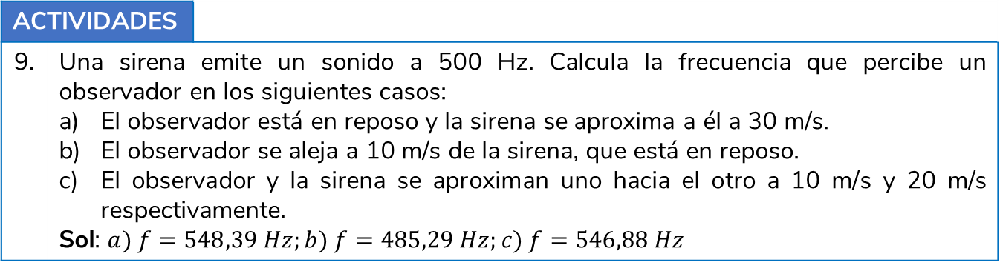 ACTIVIDADES
9. Una sirena emite un sonido a 500 Hz. Calcula la frecuencia que percibe un
observador en los siguientes casos:
a) El observador está en reposo y la sirena se aproxima a él a 30 m/s.
b) El observador se aleja a 10 m/s de la sirena, que está en reposo.
c) El observador y la sirena se aproximan uno hacia el otro a 10 m/s y 20 m/s
respectivamente.
Sol: a) f = 548,39 Hz; b) f = 485,29 Hz; c) f = 546,88 Hz